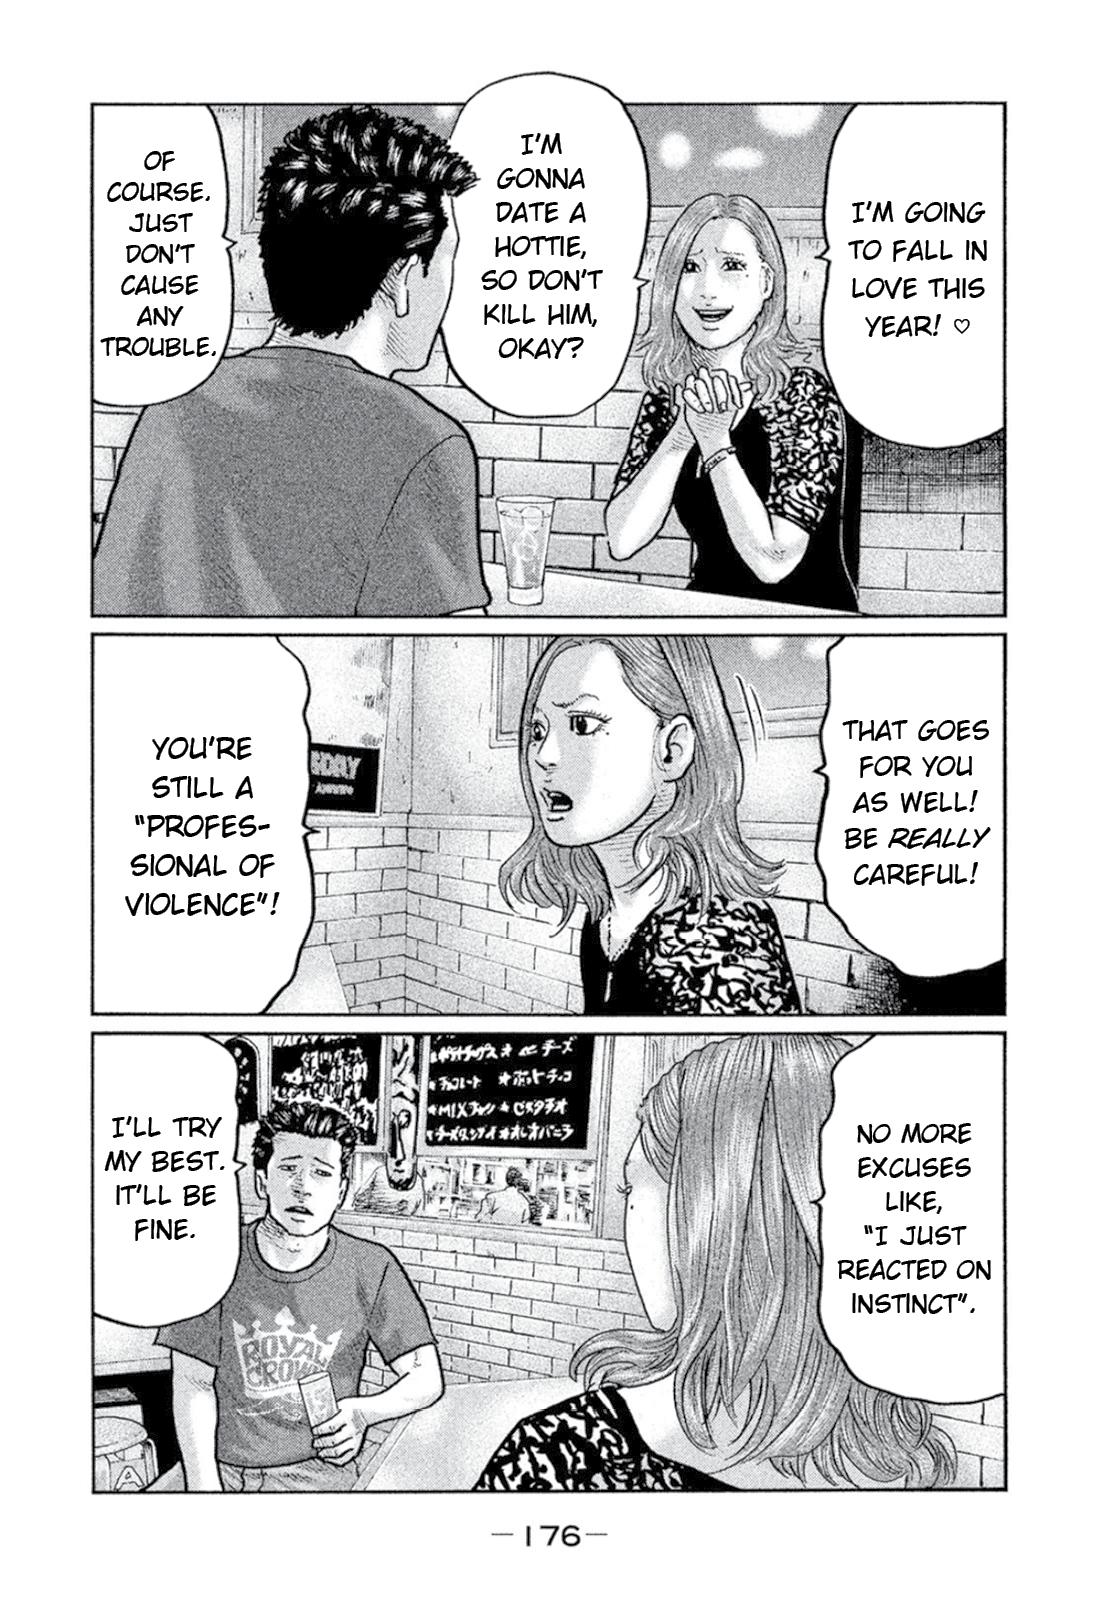 I'M GOING
TO FALL IN
LOVE THIS
YEAR! ♡
I'M
GONNA
DATE A
HOTTIE,
SO DON'T
KILL HIM,
OKAY?
OF
COURSE.
JUST
DON'T
CAUSE
ANY
TROUBLE.
THAT GOES
FOR YOU
AS WELL!
BE REALLY
CAREFUL!
YOU'RE
STILL A
"PROFES-
SIONAL OF
VIOLENCE"!
NO MORE
EXCUSES
LIKE,
"I JUST
REACTED ON
INSTINCT".
I'LL TRY
MY BEST.
IT'LL BE
FINE.
ROYAL
CROWN
—176—